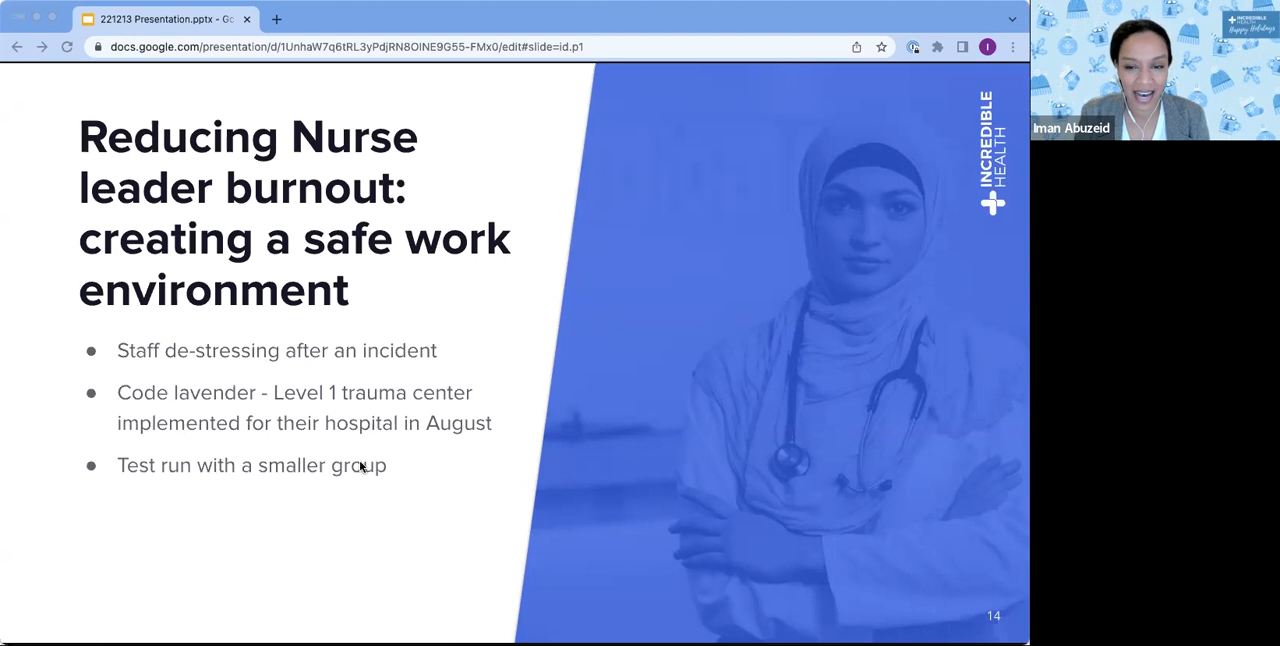 221213 Presentation.pptx - Go
docs.google.com/presentation/d/1UnhaW7q6tRL3yPdjRN8OINE9G55-FMx0/edit#slide=id.p1
I
Reducing Nurse
leader burnout:
creating a safe work
environment
● Staff de-stressing after an incident
● Code lavender - Level 1 trauma center
implemented for their hospital in August
● Test run with a smaller group
INCREDIBLE
HEALTH
14
INCREDIBLE
HEALTH
Happy Holidays
Iman Abuzeid